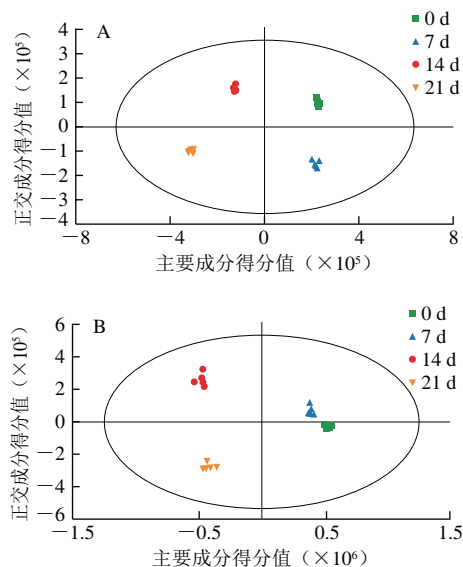 A
0 d
7 d
14 d
21 d
正交成分得分值（×10⁵）
4
3
2
1
0
−1
−2
−3
−4
−8
−4
0
4
8
主要成分得分值（×10⁵）
B
0 d
7 d
14 d
21 d
正交成分得分值（×10⁵）
6
4
2
0
−2
−4
−6
−1.5
−0.5
0.5
1.5
主要成分得分值（×10⁶）